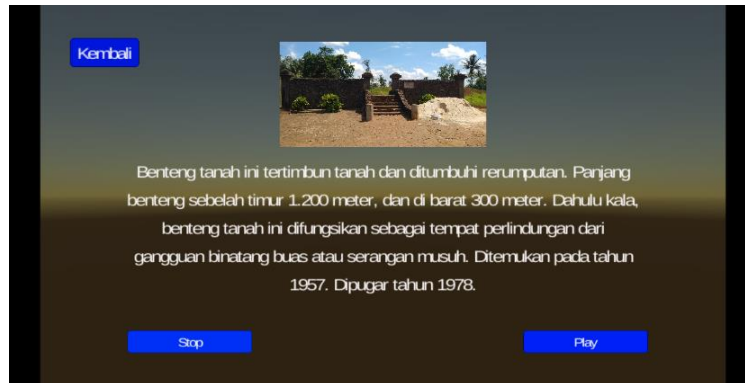 Kembali
Benteng tanah ini tertimbun tanah dan ditumbuhi rerumputan. Panjang
benteng sebelah timur 1.200 meter, dan di barat 300 meter. Dahulu kala,
benteng tanah ini difungsikan sebagai tempat perlindungan dari
gangguan binatang buas atau serangan musuh. Ditemukan pada tahun
1957. Dipugar tahun 1978.
Stop
Play